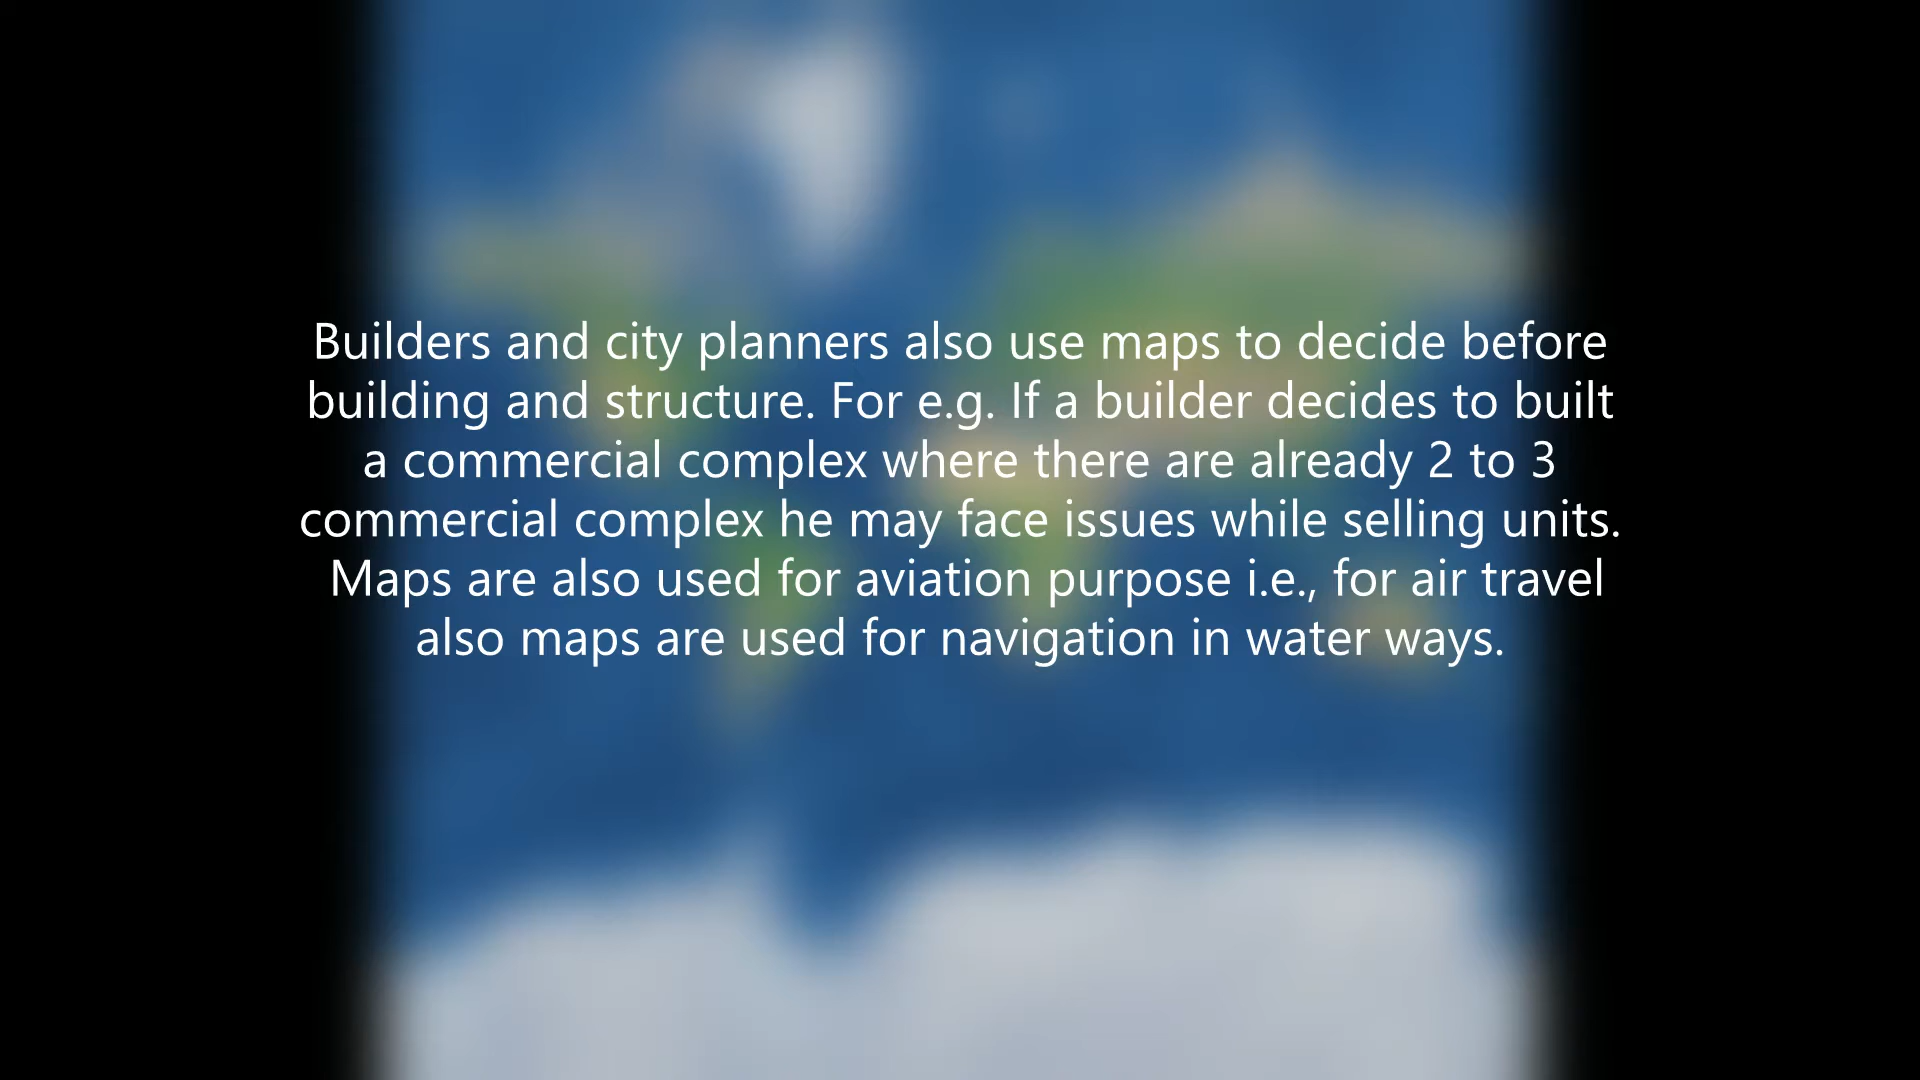 Builders and city planners also use maps to decide before
building and structure. For e.g. If a builder decides to built
a commercial complex where there are already 2 to 3
commercial complex he may face issues while selling units.
Maps are also used for aviation purpose i.e., for air travel
also maps are used for navigation in water ways.